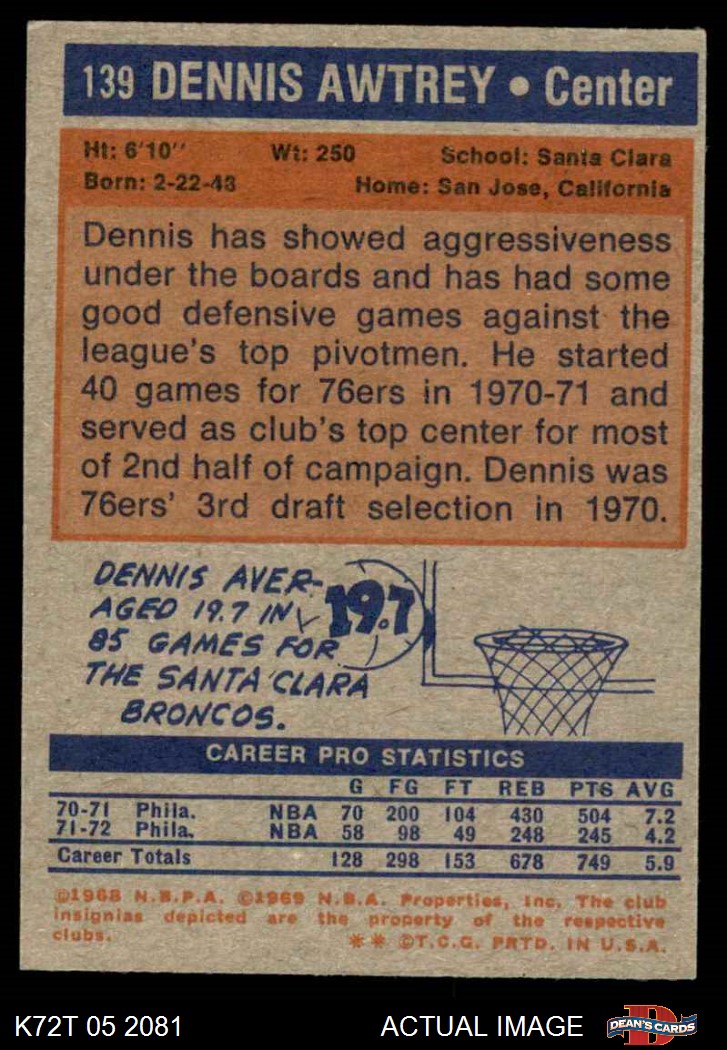 139 DENNIS AWTREY • Center
Ht: 6'10'' Wt: 250 School: Santa Clara
Born: 2-22-48 Home: San Jose, California
Dennis has showed aggressiveness
under the boards and has had some
good defensive games against the
league's top pivotmen. He started
40 games for 76ers in 1970-71 and
served as club's top center for most
of 2nd half of campaign. Dennis was
76ers' 3rd draft selection in 1970.
DENNIS AVER-
AGED 19.7 IN
85 GAMES FOR
THE SANTA CLARA
BRONCOS.
19.7
CAREER PRO STATISTICS
G FG FT REB PTS AVG
70-71 Phila. NBA 70 200 104 430 504 7.2
71-72 Phila. NBA 58 98 49 248 245 4.2
Career Totals 128 298 153 678 749 5.9
©1968 N.B.P.A. ©1969 N.B.A. Properties, Inc. The club
insignias depicted are the property of the respective
clubs. ** ©T.C.G. PRTD. IN U.S.A.
K72T 05 2081 ACTUAL IMAGE D DEAN'S CARDS